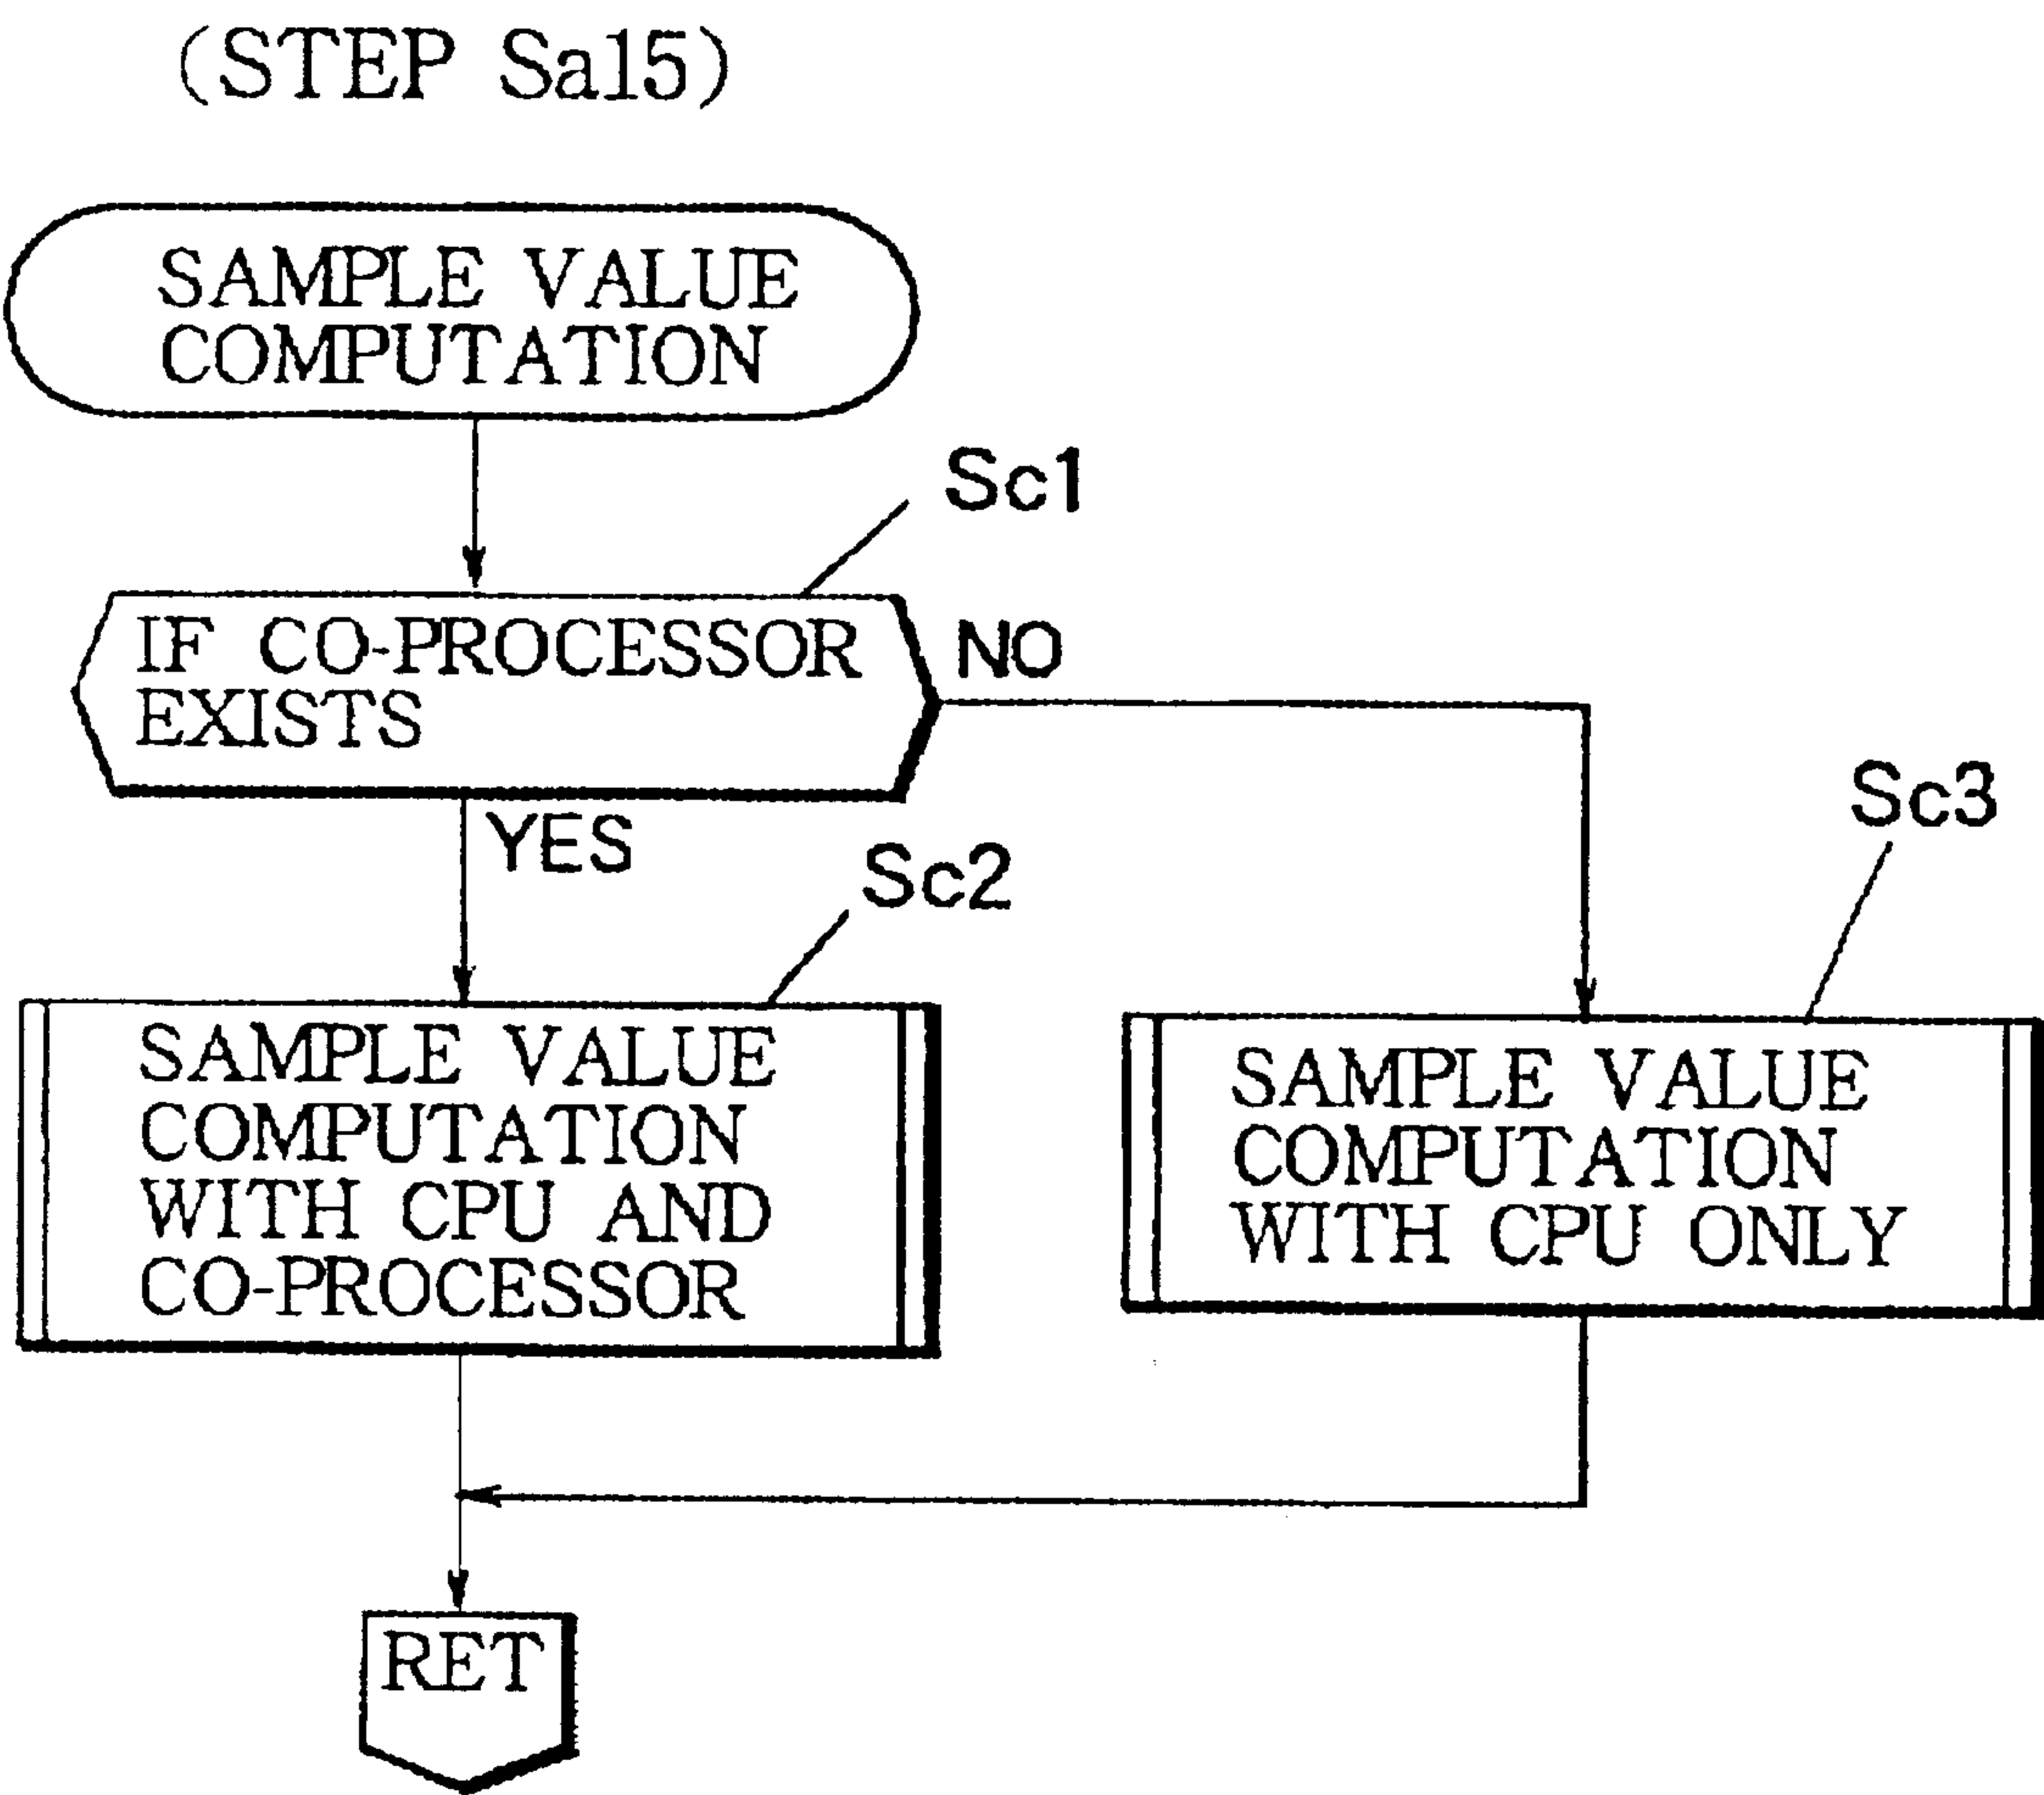 (STEP Sa15)
SAMPLE VALUE
COMPUTATION
Sc1
IF CO-PROCESSOR
EXISTS
NO
YES
Sc2
Sc3
SAMPLE VALUE
COMPUTATION
WITH CPU AND
CO-PROCESSOR
SAMPLE VALUE
COMPUTATION
WITH CPU ONLY
RET